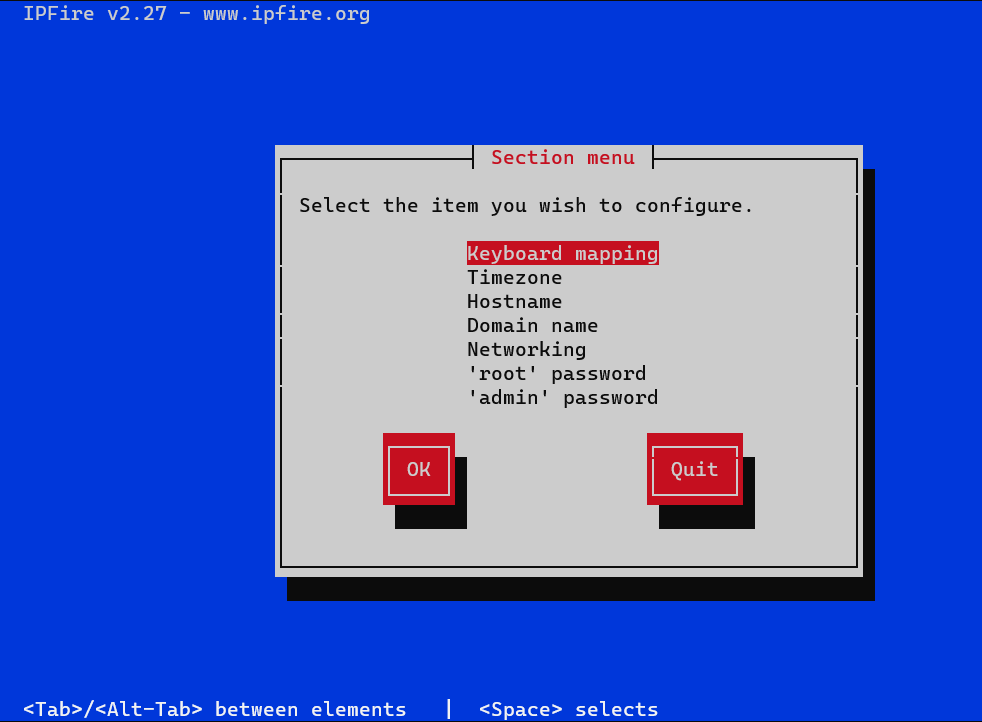 IPFire v2.27 - www.ipfire.org
Section menu
Select the item you wish to configure.
Keyboard mapping
Timezone
Hostname
Domain name
Networking
'root' password
'admin' password
OK Quit
<Tab>/<Alt-Tab> between elements | <Space> selects